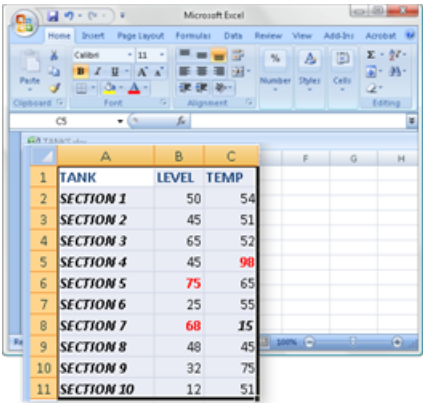 Microsoft Excel
Home Insert Page Layout Formulas Data Review View Add-Ins Acrobat
Calibri 11
Paste
B I U A A
Number Styles Cells
Clipboard Font Alignment Editing
C5 fx
A B C F G H
1 TANK LEVEL TEMP
2 SECTION 1 50 54
3 SECTION 2 45 51
4 SECTION 3 65 52
5 SECTION 4 45 98
6 SECTION 5 75 65
7 SECTION 6 25 55
8 SECTION 7 68 15
9 SECTION 8 48 45
100%
10 SECTION 9 32 75
11 SECTION 10 12 51